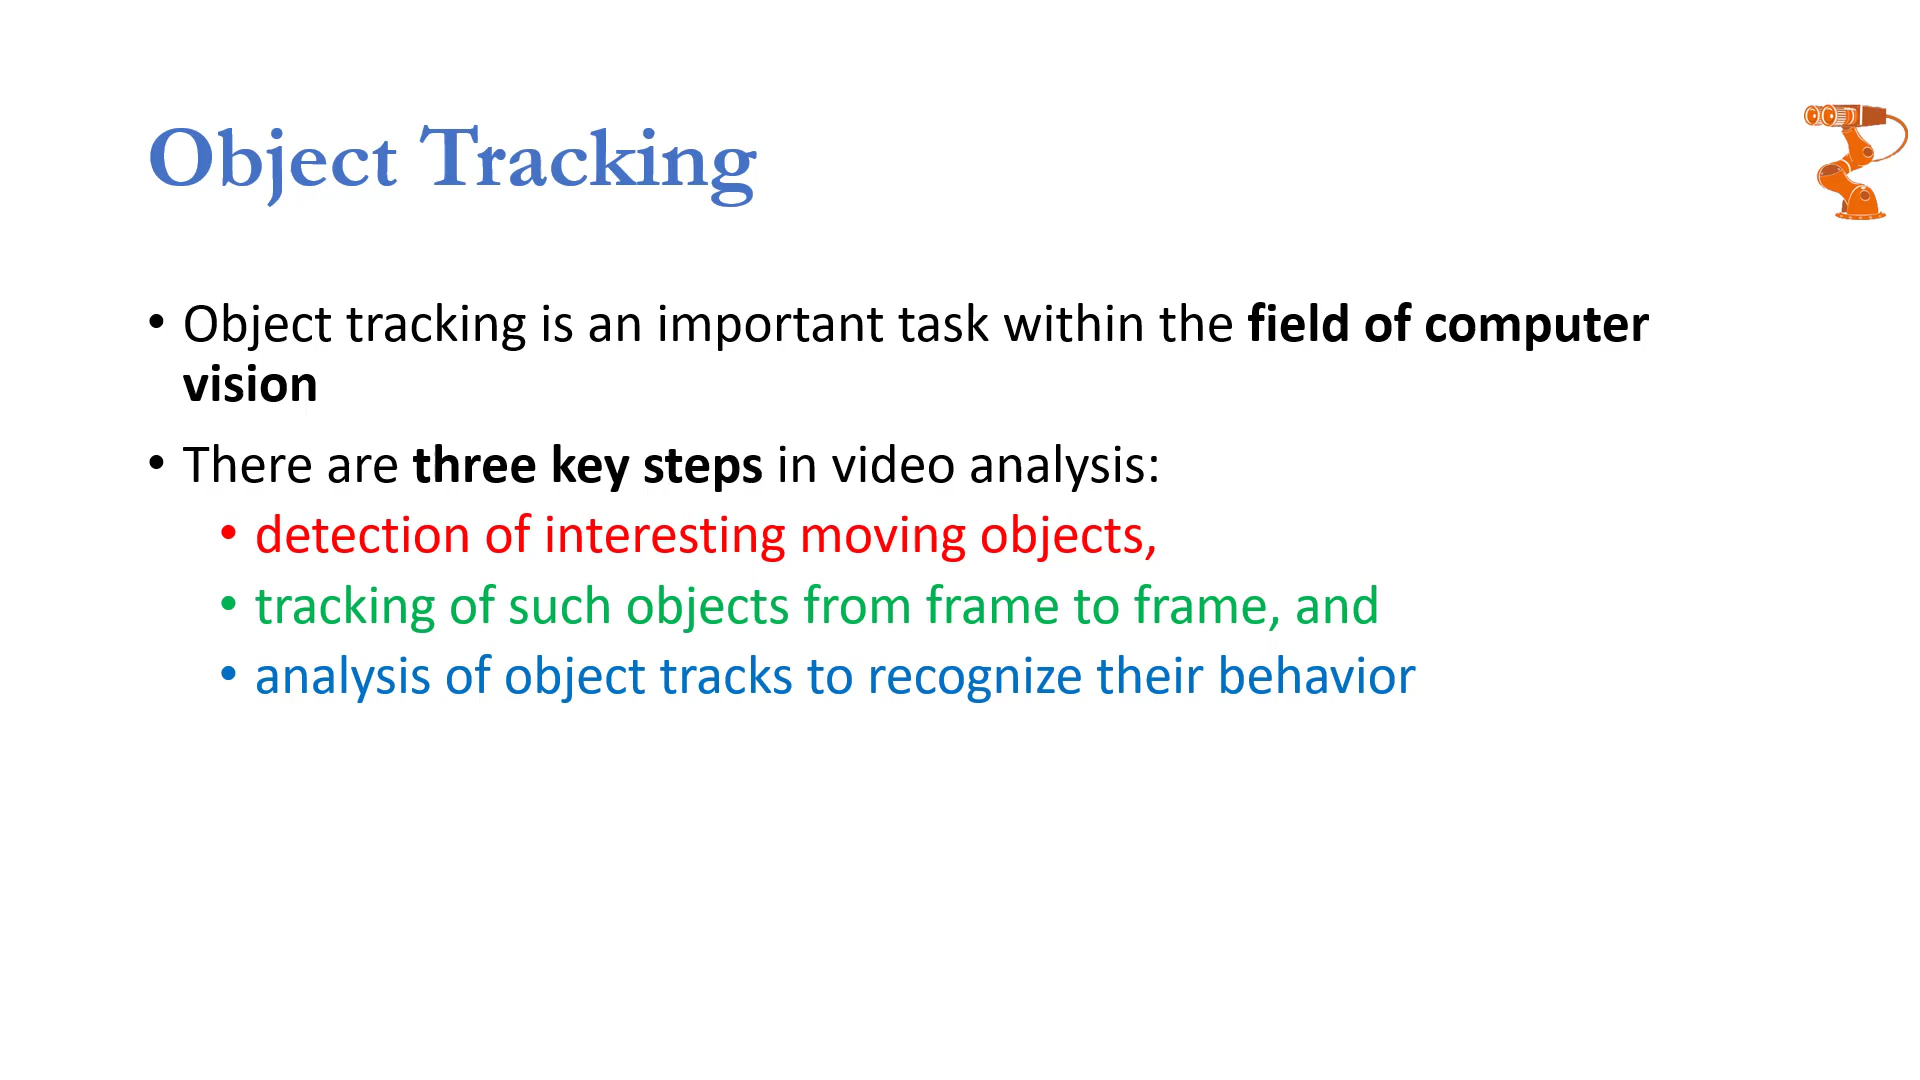 Object Tracking
• Object tracking is an important task within the field of computer
vision
• There are three key steps in video analysis:
• detection of interesting moving objects,
• tracking of such objects from frame to frame, and
• analysis of object tracks to recognize their behavior